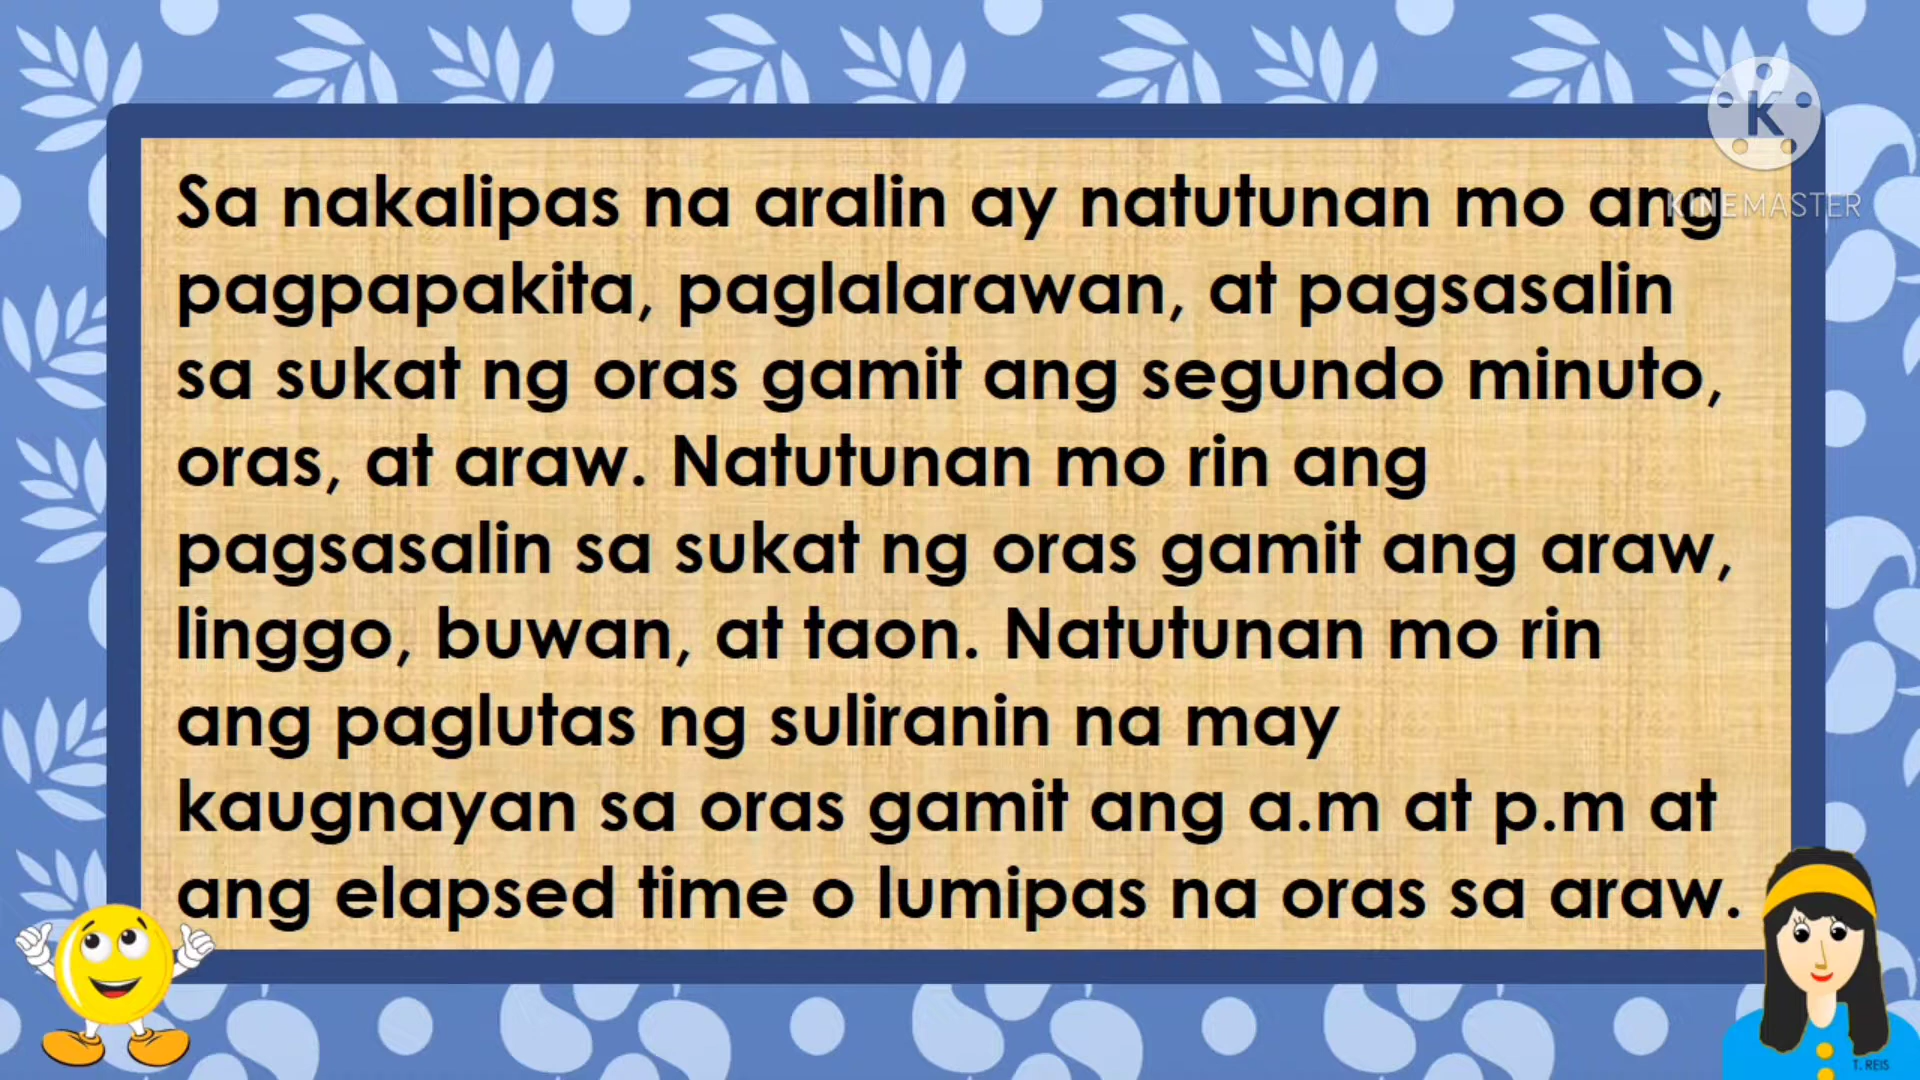 Sa nakalipas na aralin ay natutunan mo ang
pagpapakita, paglalarawan, at pagsasalin
sa sukat ng oras gamit ang segundo minuto,
oras, at araw. Natutunan mo rin ang
pagsasalin sa sukat ng oras gamit ang araw,
linggo, buwan, at taon. Natutunan mo rin
ang paglutas ng suliranin na may
kaugnayan sa oras gamit ang a.m at p.m at
ang elapsed time o lumipas na oras sa araw.
K
KINEMASTER
T. REIS